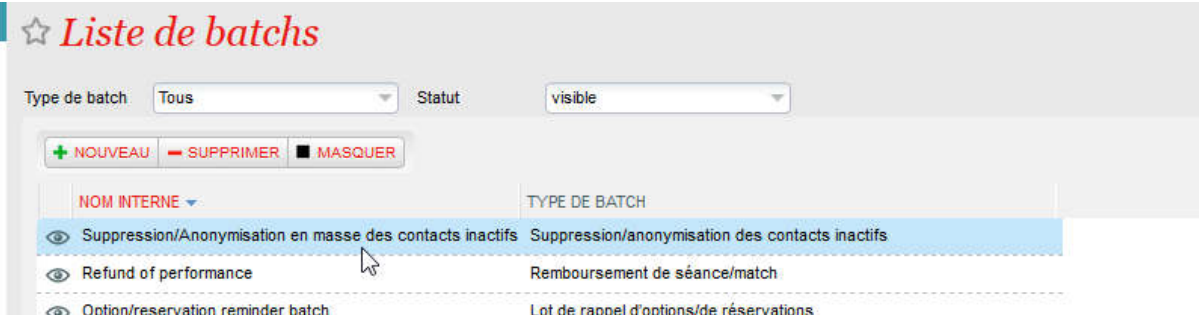 Liste de batchs
Type de batch Tous Statut visible
NOUVEAU SUPPRIMER MASQUER
NOM INTERNE TYPE DE BATCH
Suppression/Anonymisation en masse des contacts inactifs Suppression/anonymisation des contacts inactifs
Refund of performance Remboursement de séance/match
Option/reservation reminder batch Lot de rappel d'options/de réservations